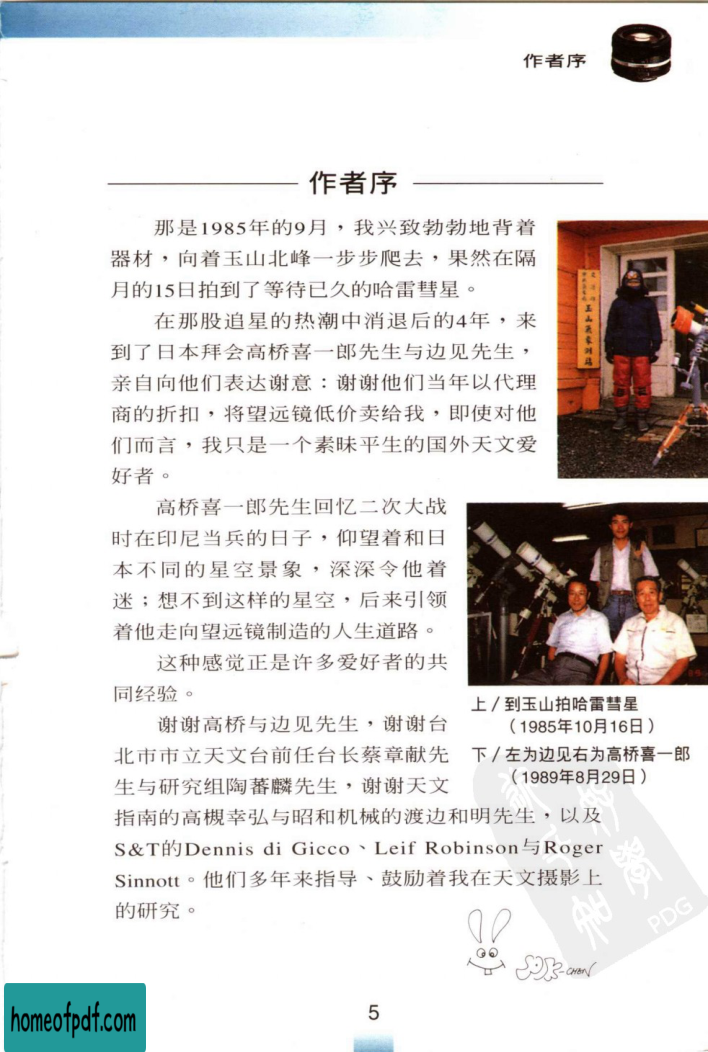 作者序
作者序
那是1985年的9月，我兴致勃勃地背着
器材，向着玉山北峰一步步爬去，果然在隔
月的15日拍到了等待已久的哈雷彗星。
在那股追星的热潮中消退后的4年，来
到了日本拜会高桥喜一郎先生与边见先生，
亲自向他们表达谢意：谢谢他们当年以代理
商的折扣，将望远镜低价卖给我，即使对他
们而言，我只是一个素昧平生的国外天文爱
好者。
高桥喜一郎先生回忆二次大战
时在印尼当兵的日子，仰望着和日
本不同的星空景象，深深令他着
迷；想不到这样的星空，后来引领
着他走向望远镜制造的人生道路。
这种感觉正是许多爱好者的共
同经验。
上/到玉山拍哈雷彗星
（1985年10月16日）
下/左为边见右为高桥喜一郎
（1989年8月29日）
谢谢高桥与边见先生，谢谢台
北市市立天文台前任台长蔡章献先
生与研究组陶蕃麟先生，谢谢天文
指南的高槻幸弘与昭和机械的渡边和明先生，以及
S&T的Dennis di Gicco、Leif Robinson与Roger
Sinnott。他们多年来指导、鼓励着我在天文摄影上
的研究。
PDG
CHEN
5
homeofpdf.com